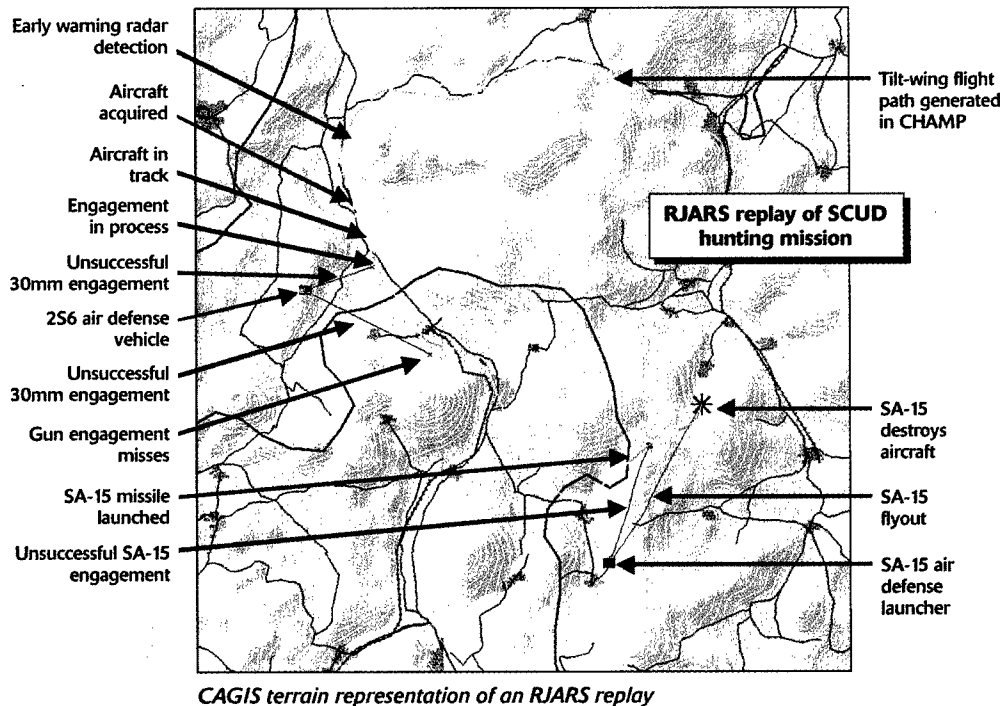 Early warning radar
detection
Aircraft
acquired
Aircraft in
track
Engagement
in process
Unsuccessful
30mm engagement
2S6 air defense
vehicle
Unsuccessful
30mm engagement
Gun engagement
misses
SA-15 missile
launched
Unsuccessful SA-15
engagement
Tilt-wing flight
path generated
in CHAMP
RJARS replay of SCUD
hunting mission
SA-15
destroys
aircraft
SA-15
flyout
SA-15 air
defense
launcher
CAGIS terrain representation of an RJARS replay